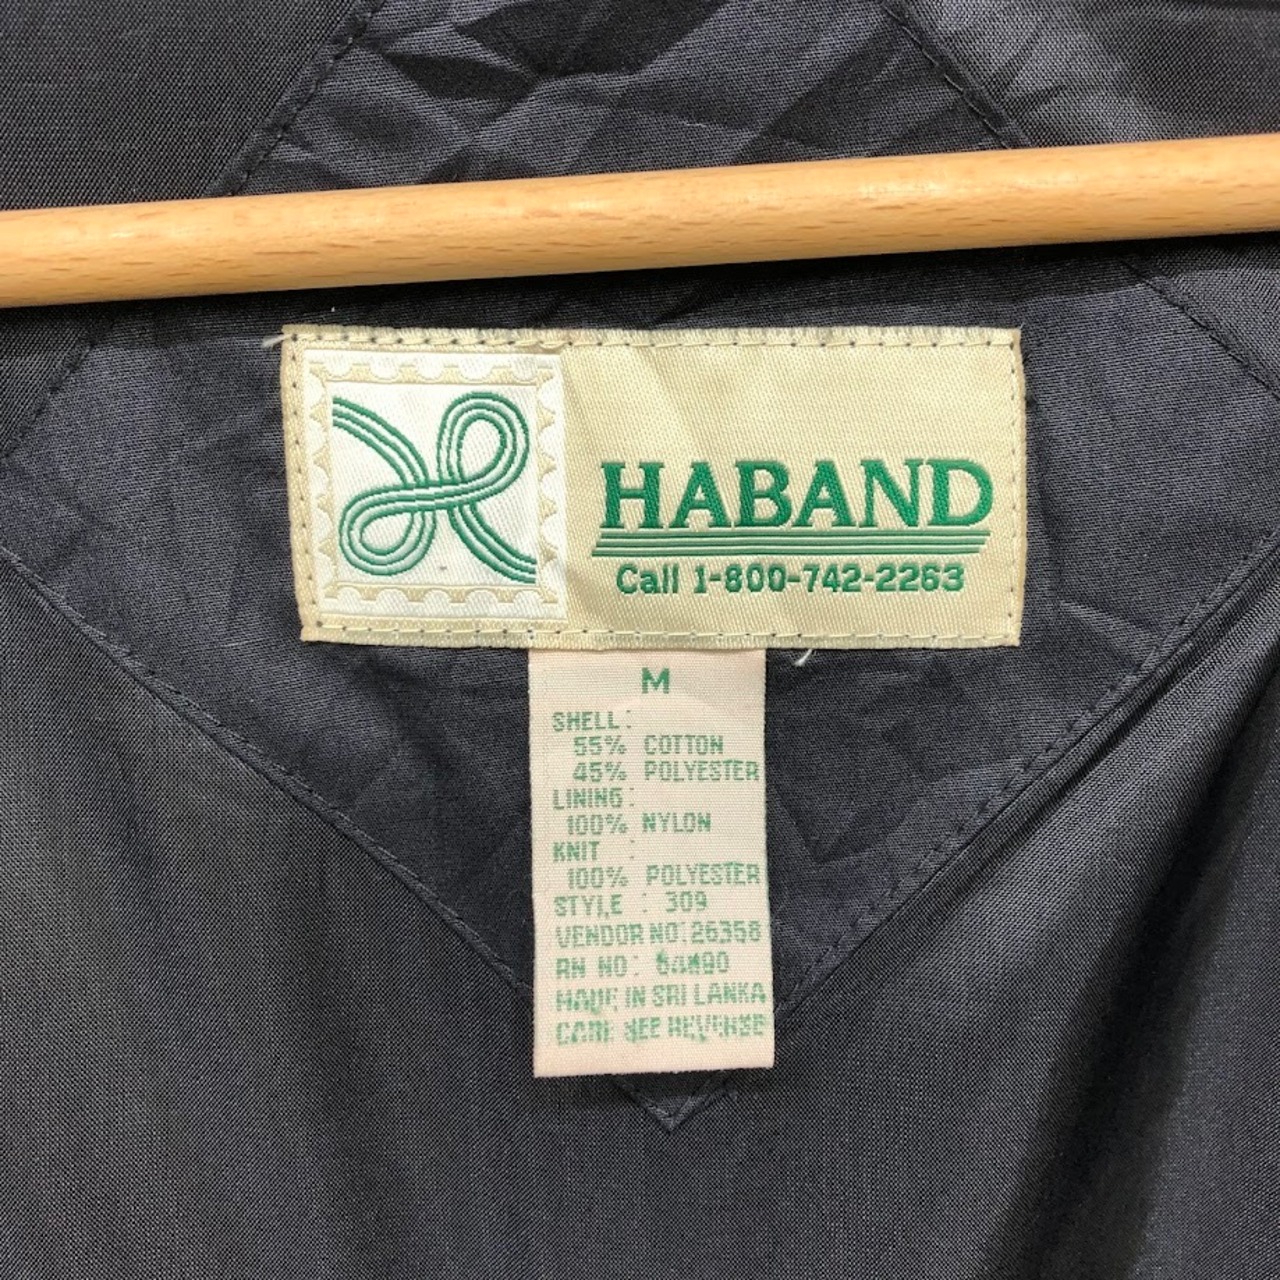 HABAND
Call 1-800-742-2263
M
SHELL:
55% COTTON
45% POLYESTER
LINING:
100% NYLON
KNIT :
100% POLYESTER
STYLE : 309
VENDOR NO:26358
RN NO:
MADE IN SRI LANKA
CARE SEE REVERSE